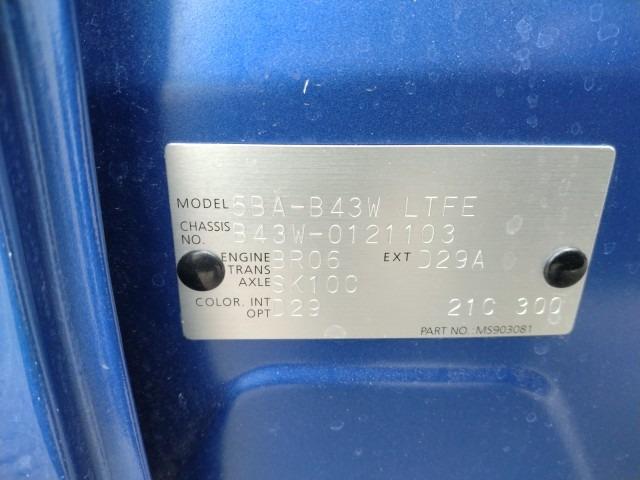 MODEL 5BA-B43W LTFE
CHASSIS NO. B43W-0121103
ENGINE BR06 EXT D29A
TRANS AXLE SK10C
COLOR. INT D29
OPT 21C 300
PART NO.: MS903081